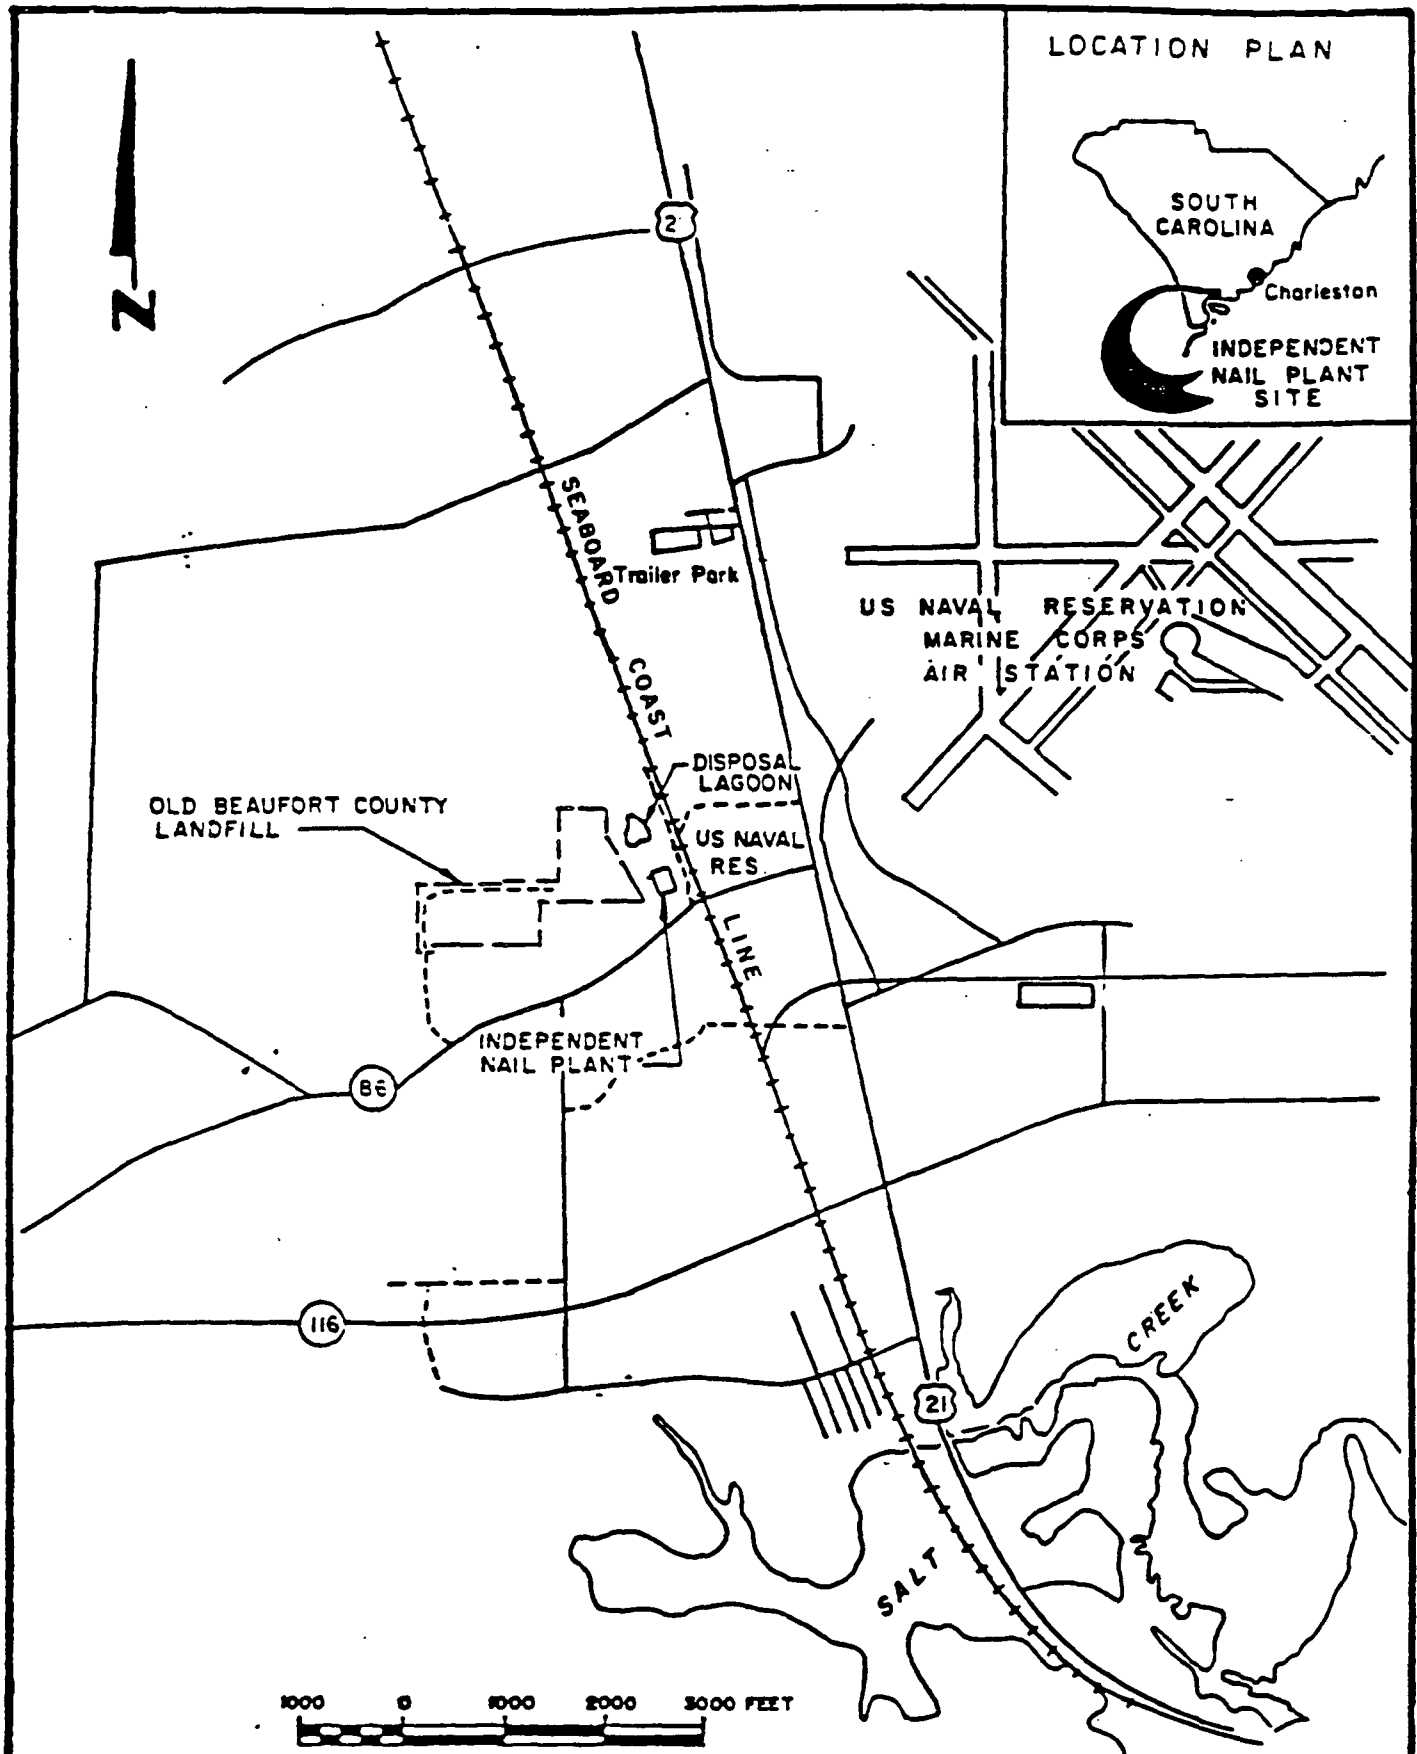 LOCATION PLAN
SOUTH
CAROLINA
Charleston
INDEPENDENT
NAIL PLANT
SITE
N
2
SEABOARD
Trailer Park
US NAVAL RESERVATION
MARINE CORPS
AIR STATION
COAST
DISPOSAL
LAGOON
OLD BEAUFORT COUNTY
LANDFILL
US NAVAL
RES
LINE
INDEPENDENT
NAIL PLANT
116
CREEK
21
SALT
1000 0 1000 2000 3000 FEET